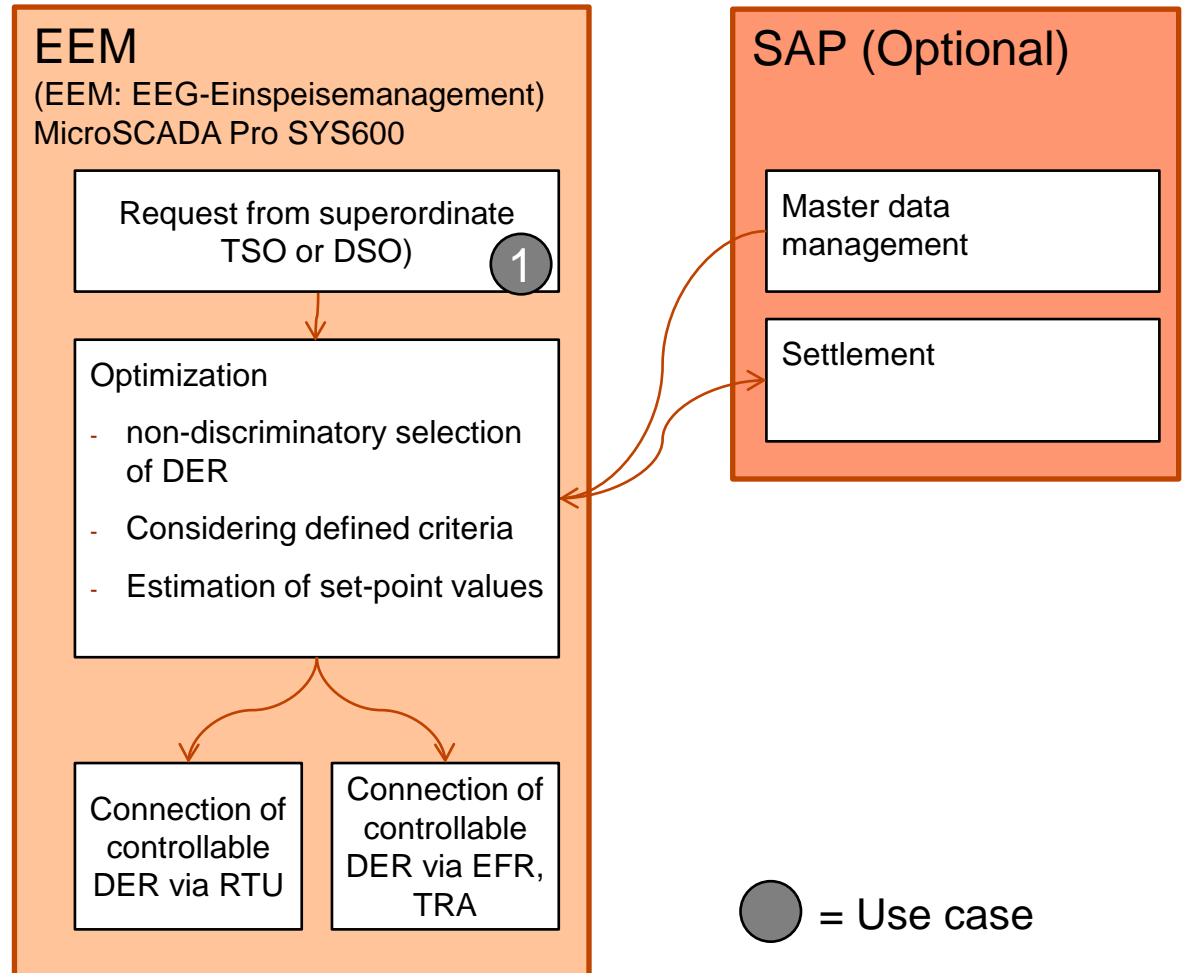 EEM
(EEM: EEG-Einspeisemanagement)
MicroSCADA Pro SYS600
Request from superordinate
TSO or DSO)
1
Optimization
- non-discriminatory selection
of DER
- Considering defined criteria
- Estimation of set-point values
Connection of
controllable
DER via RTU
Connection of
controllable
DER via EFR,
TRA
SAP (Optional)
Master data
management
Settlement
= Use case